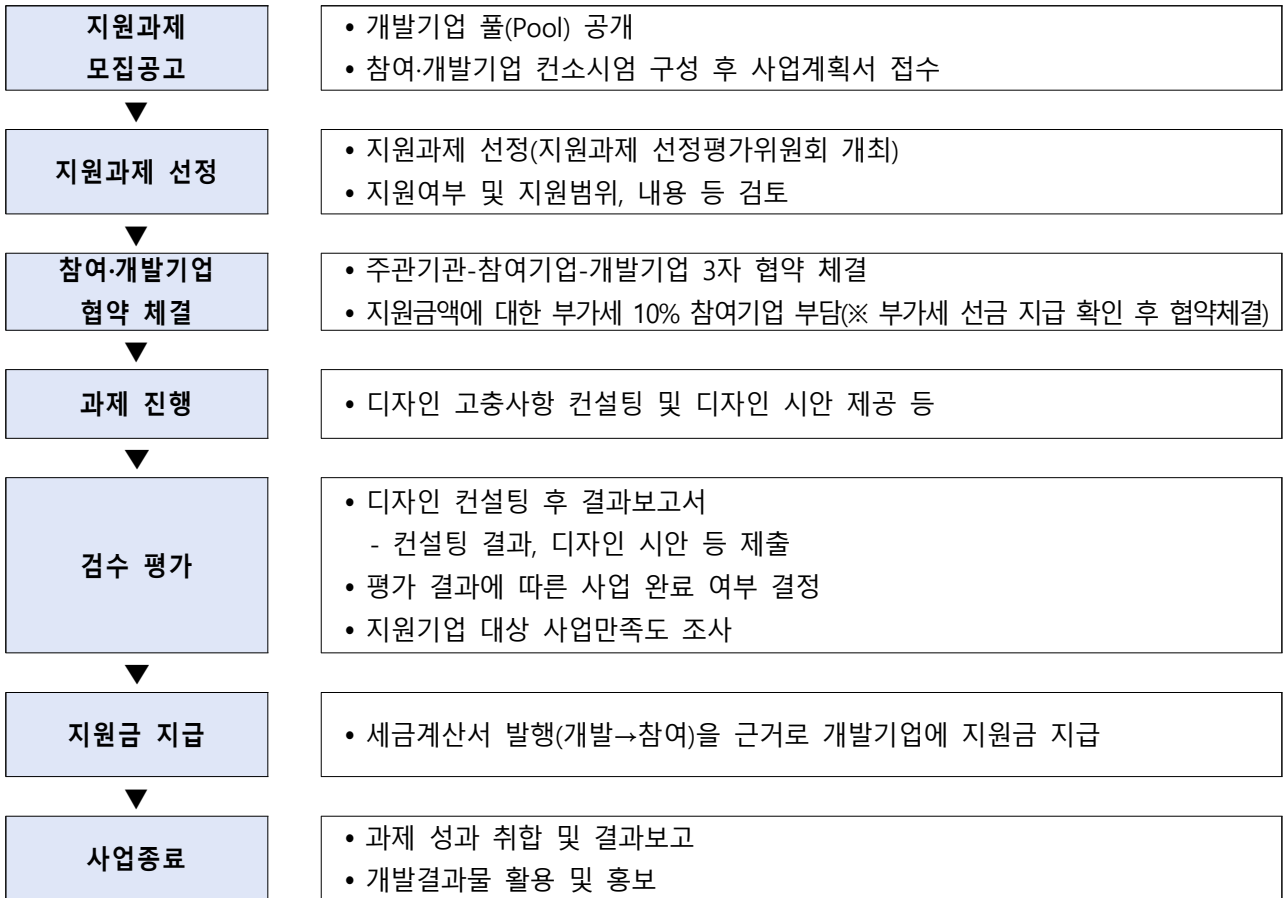 지원과제
모집공고
• 개발기업 풀(Pool) 공개
• 참여·개발기업 컨소시엄 구성 후 사업계획서 접수
▼
지원과제 선정
• 지원과제 선정(지원과제 선정평가위원회 개최)
• 지원여부 및 지원범위, 내용 등 검토
▼
참여·개발기업
협약 체결
• 주관기관-참여기업-개발기업 3자 협약 체결
• 지원금액에 대한 부가세 10% 참여기업 부담(※ 부가세 선금 지급 확인 후 협약체결)
▼
과제 진행
• 디자인 고충사항 컨설팅 및 디자인 시안 제공 등
▼
검수 평가
• 디자인 컨설팅 후 결과보고서
- 컨설팅 결과, 디자인 시안 등 제출
• 평가 결과에 따른 사업 완료 여부 결정
• 지원기업 대상 사업만족도 조사
▼
지원금 지급
• 세금계산서 발행(개발→참여)을 근거로 개발기업에 지원금 지급
▼
사업종료
• 과제 성과 취합 및 결과보고
• 개발결과물 활용 및 홍보